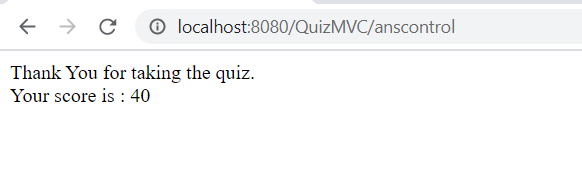 localhost:8080/QuizMVC/anscontrol
Thank You for taking the quiz.
Your score is : 40